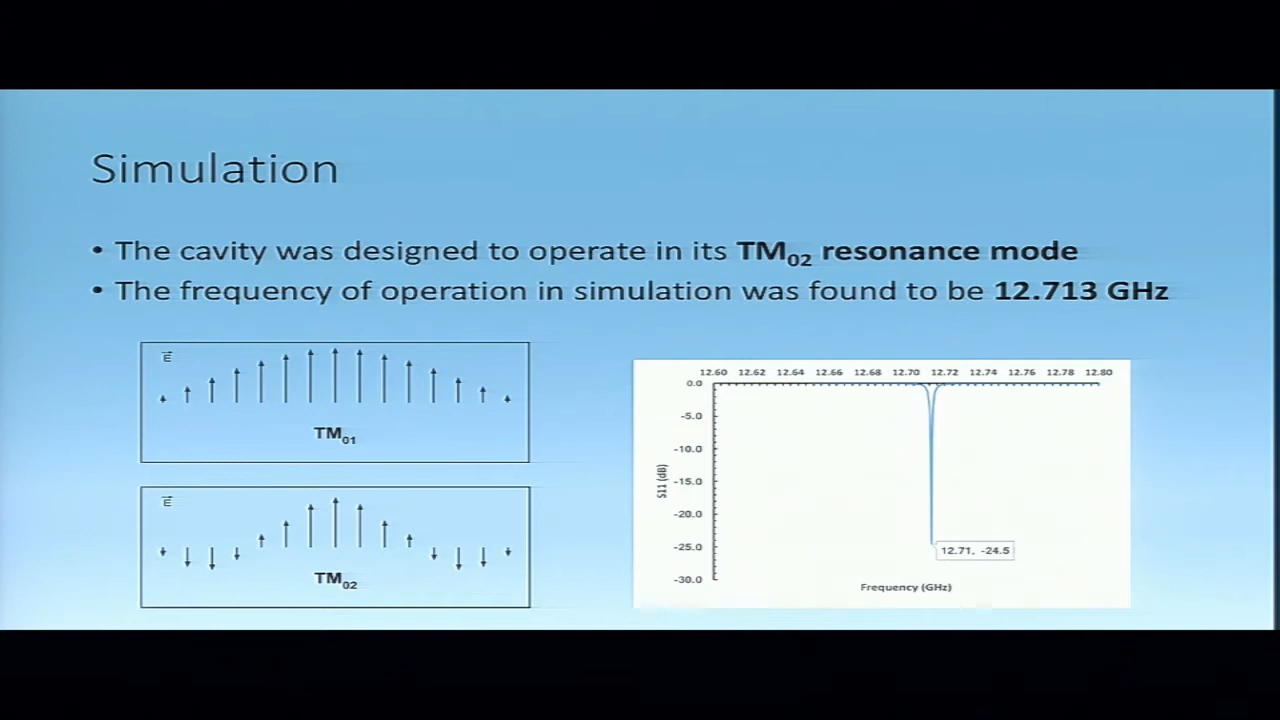 Simulation
• The cavity was designed to operate in its TM02 resonance mode
• The frequency of operation in simulation was found to be 12.713 GHz
E
TM01
E
TM02
12.60 12.62 12.64 12.66 12.68 12.70 12.72 12.74 12.76 12.78 12.80
0.0
-5.0
-10.0
-15.0
-20.0
-25.0
-30.0
S11 (dB)
12.71, -24.5
Frequency (GHz)